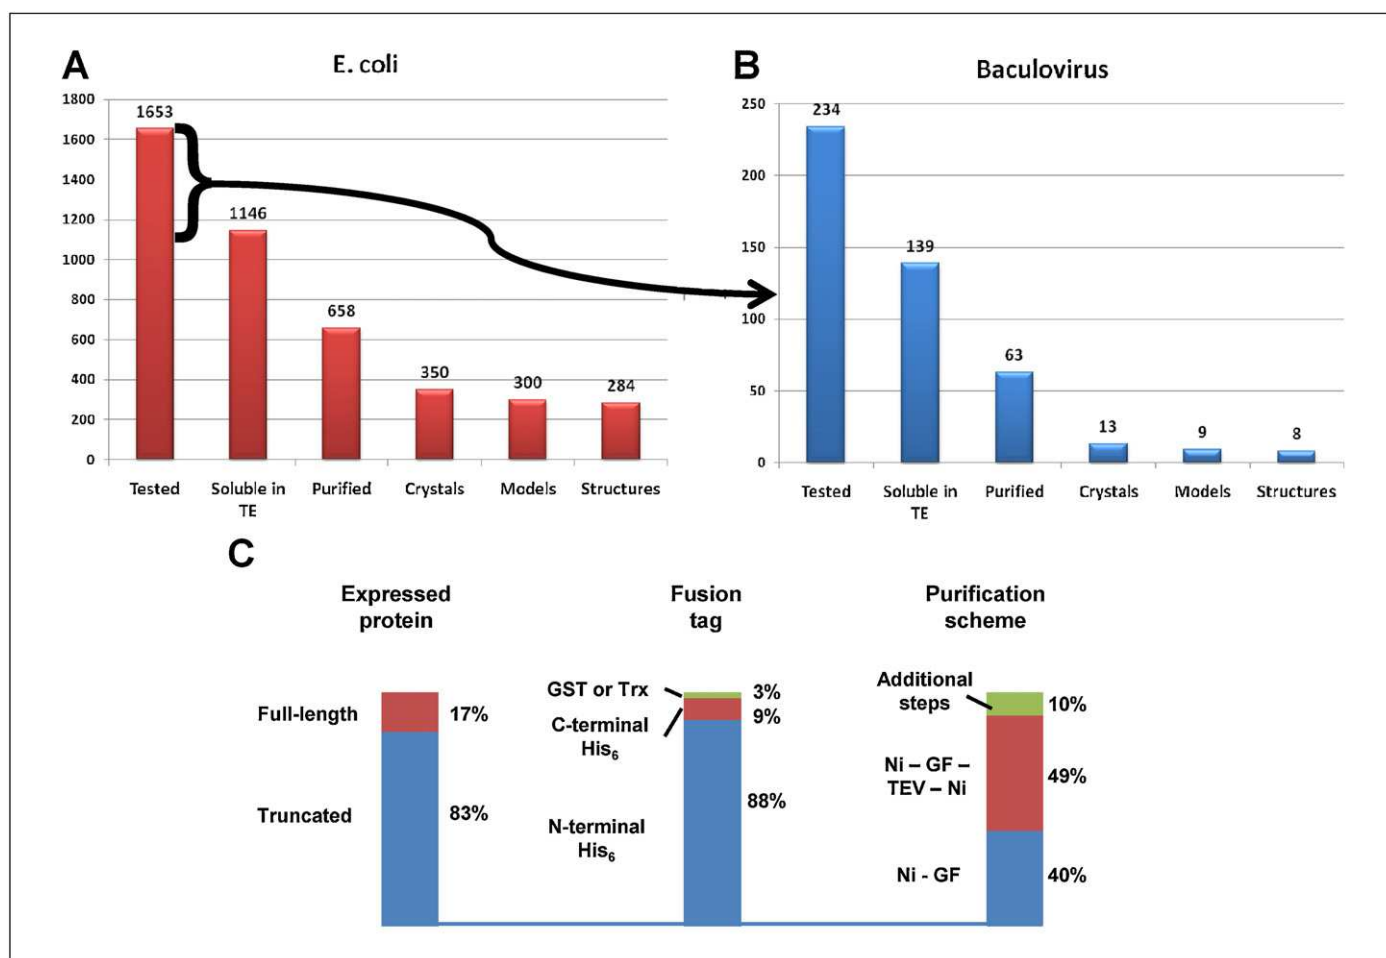 A
E. coli
1800
1600
1400
1200
1000
800
600
400
200
0
1653
1146
658
350
300
284
Tested
Soluble in
TE
Purified
Crystals
Models
Structures
B
Baculovirus
250
200
150
100
50
0
234
139
63
13
9
8
Tested
Soluble in
TE
Purified
Crystals
Models
Structures
C
Expressed
protein
Full-length
17%
Truncated
83%
Fusion
tag
GST or Trx
3%
C-terminal
His₆
9%
N-terminal
His₆
88%
Purification
scheme
Additional
steps
10%
Ni – GF –
TEV – Ni
49%
Ni - GF
40%